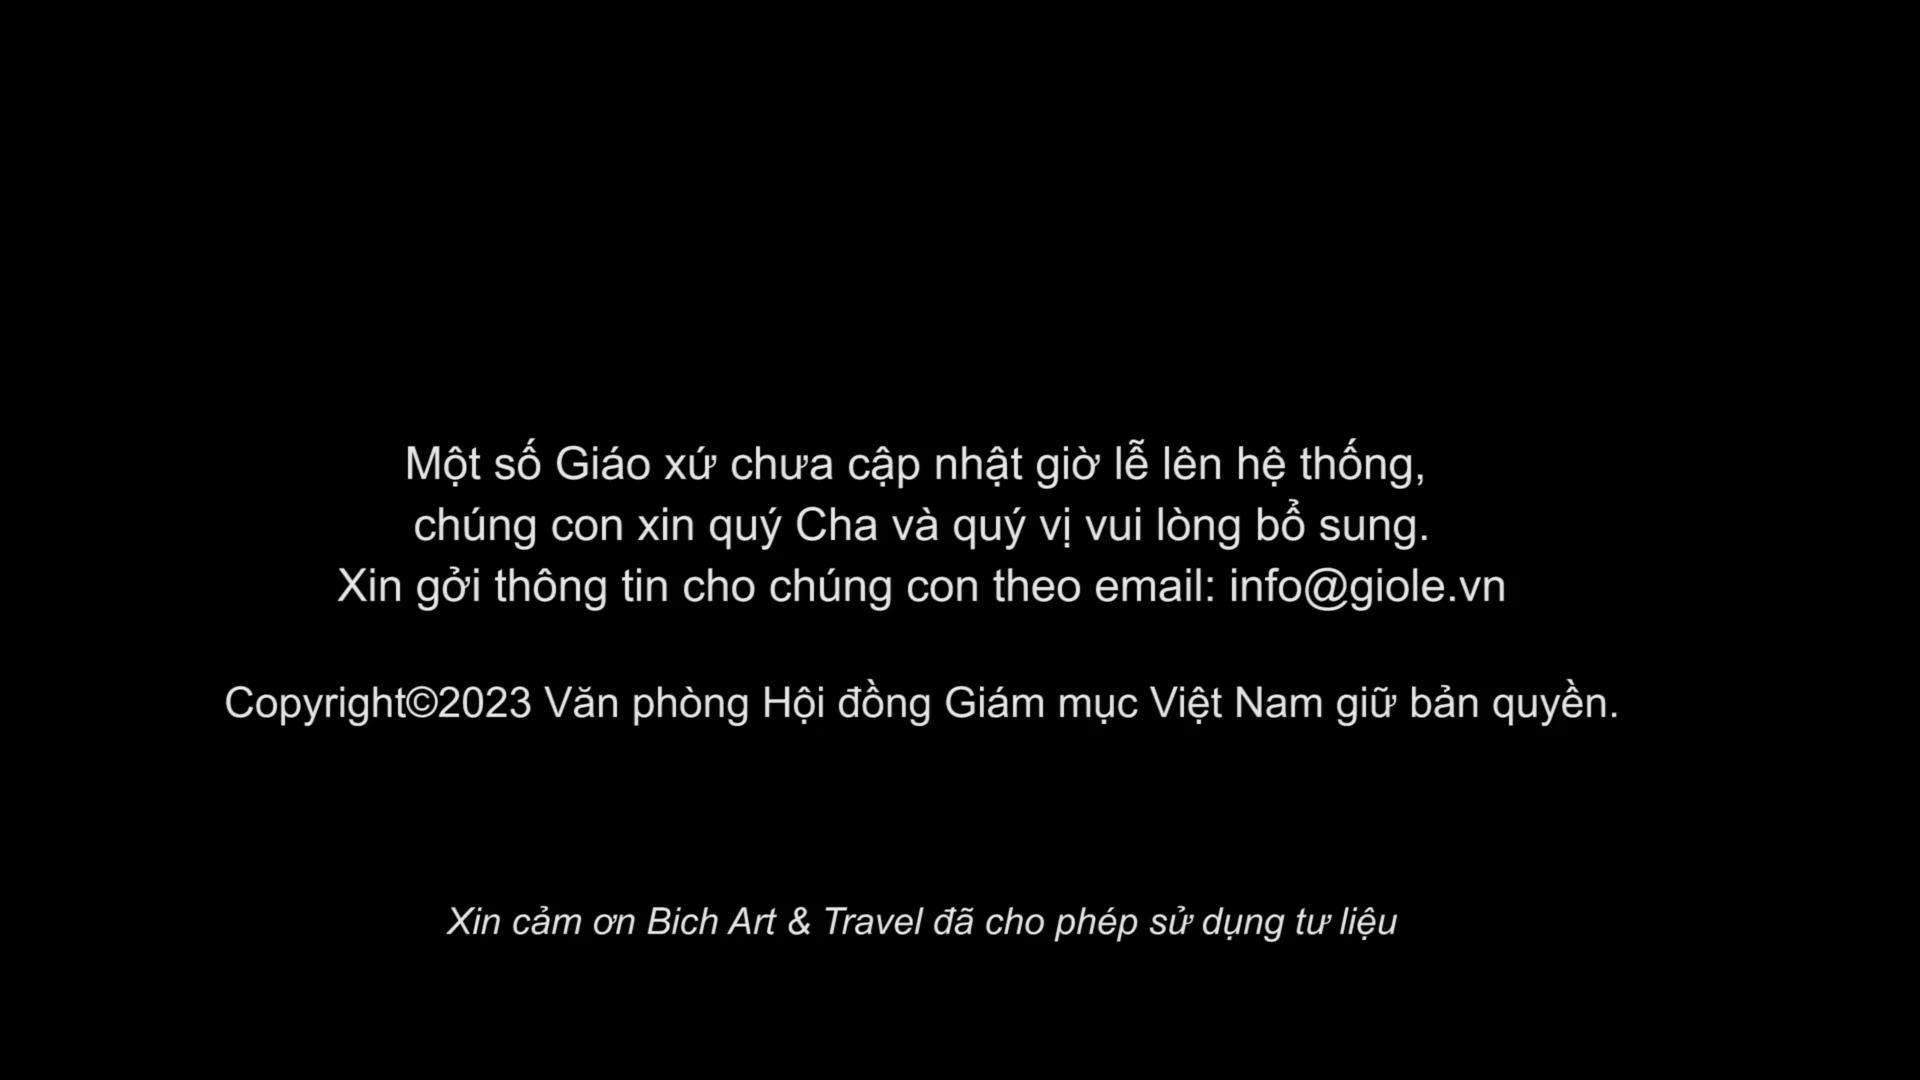 Một số Giáo xứ chưa cập nhật giờ lễ lên hệ thống,
chúng con xin quý Cha và quý vị vui lòng bổ sung.
Xin gởi thông tin cho chúng con theo email: info@giole.vn
Copyright©2023 Văn phòng Hội đồng Giám mục Việt Nam giữ bản quyền.
Xin cảm ơn Bich Art & Travel đã cho phép sử dụng tư liệu